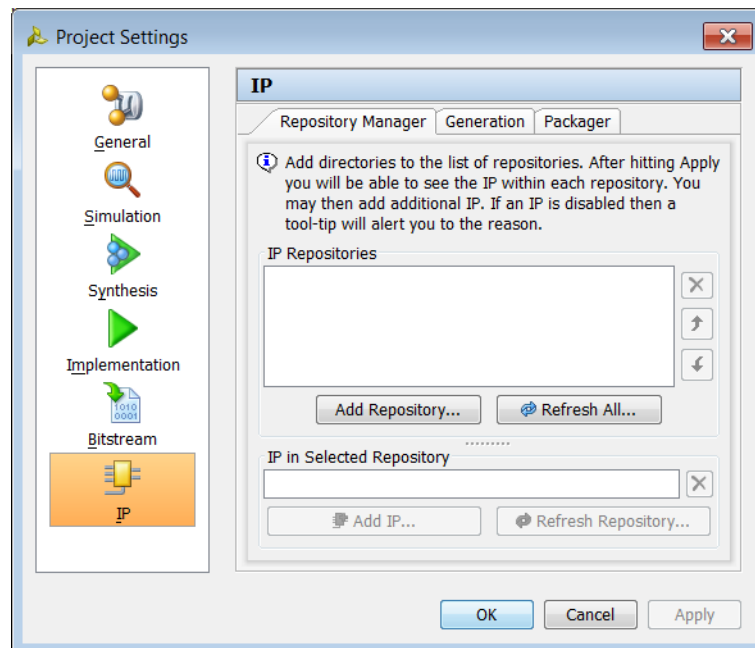 Project Settings
General
Simulation
Synthesis
Implementation
1010
0001
Bitstream
IP
IP
Repository Manager Generation Packager
Add directories to the list of repositories. After hitting Apply
you will be able to see the IP within each repository. You
may then add additional IP. If an IP is disabled then a
tool-tip will alert you to the reason.
IP Repositories
Add Repository... Refresh All...
IP in Selected Repository
Add IP... Refresh Repository...
OK Cancel Apply